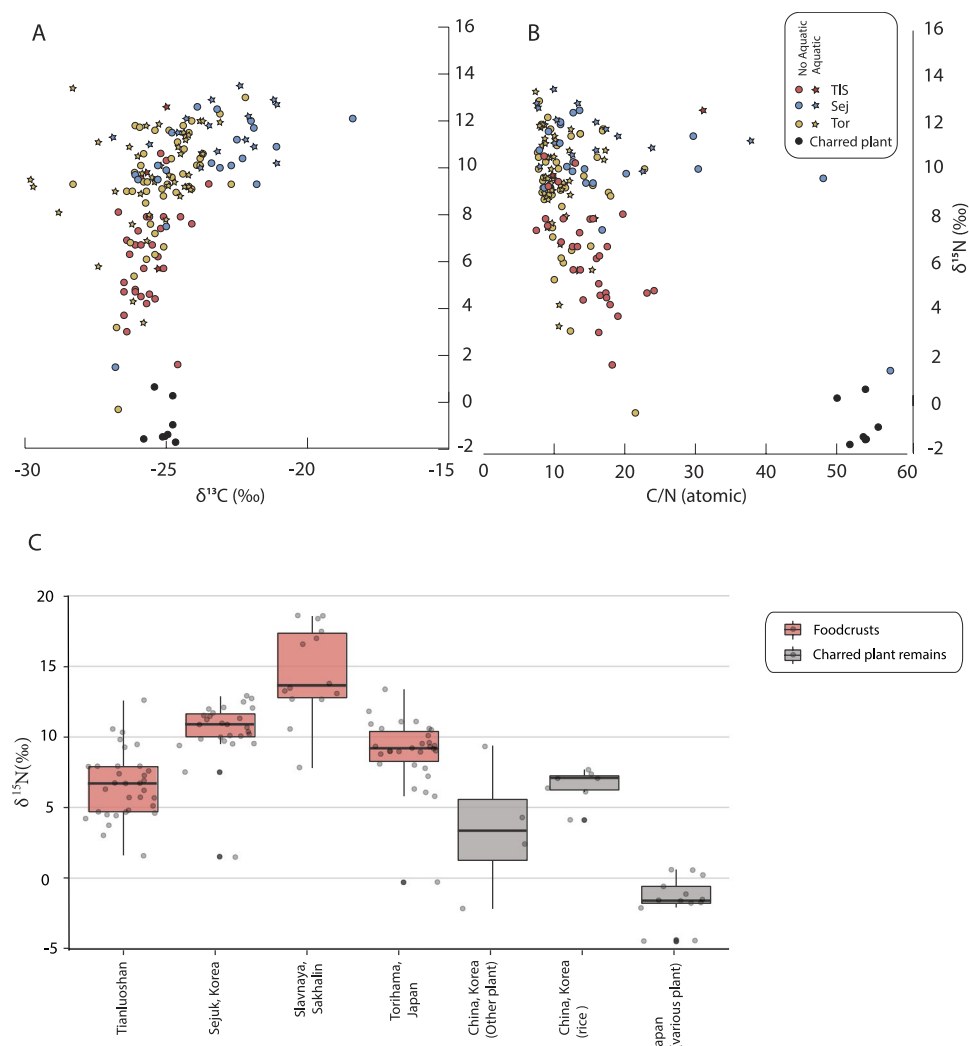 A
16
14
12
10
8
6
4
2
0
-2
-30
-25
-20
-15
δ¹³C (‰)
B
No Aquatic
Aquatic
TlS
Sej
Tor
Charred plant
16
14
12
10
8
6
4
2
0
-2
δ¹⁵N (‰)
0
10
20
30
40
50
60
C/N (atomic)
C
20
15
10
5
0
-5
δ ¹⁵N(‰)
Foodcrusts
Charred plant remains
Tianluoshan
Sejuk, Korea
Slavnaya,
Sakhalin
Torihama,
Japan
China, Korea
(Other plant)
China, Korea
(rice )
apan
various plant)